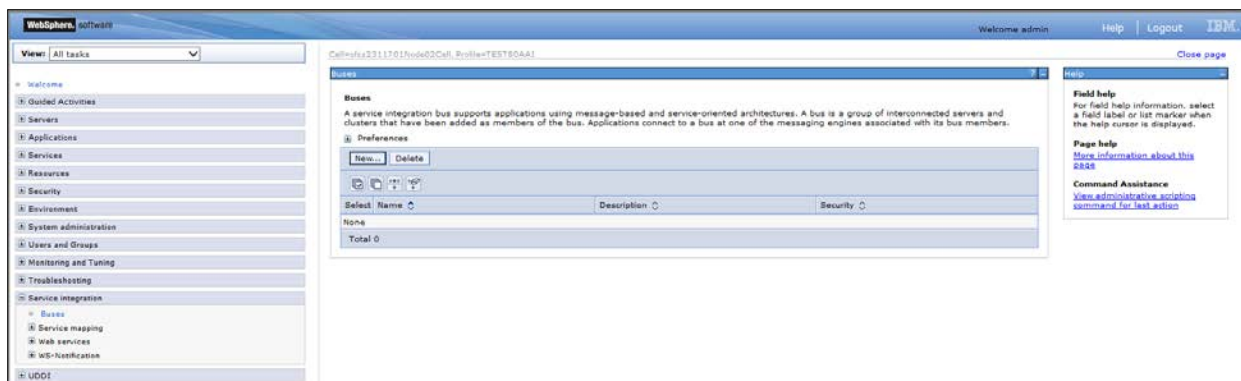 WebSphere. software
Welcome admin
Help | Logout
IBM.
View: All tasks
Close page
Welcome
Guided Activities
Servers
Applications
Services
Resources
Security
Environment
System administration
Users and Groups
Monitoring and Tuning
Troubleshooting
Service integration
Buses
Service mapping
Web services
WS-Notification
UDDI
Buses
? -
Buses
A service integration bus supports applications using message-based and service-oriented architectures. A bus is a group of interconnected servers and
clusters that have been added as members of the bus. Applications connect to a bus at one of the messaging engines associated with its bus members.
Preferences
New... Delete
Select Name Description Security
None
Total 0
Help
Field help
For field help information, select
a field label or list marker when
the help cursor is displayed.
Page help
More information about this
page
Command Assistance
View administrative scripting
command for last action